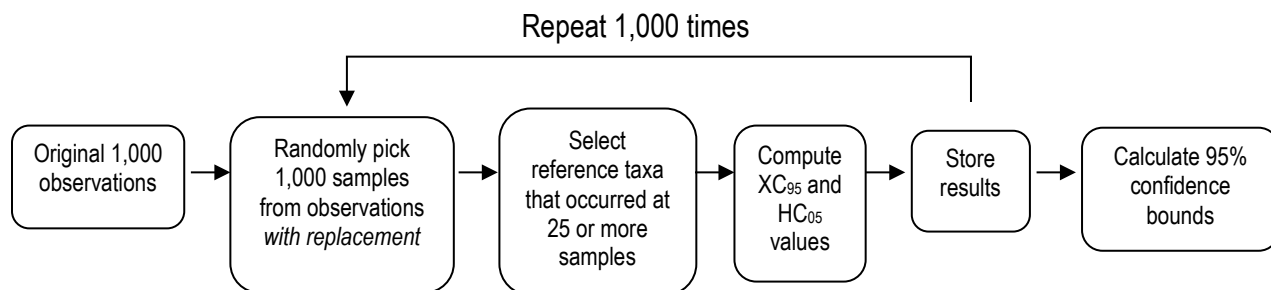 Repeat 1,000 times
Original 1,000
observations
Randomly pick
1,000 samples
from observations
with replacement
Select
reference taxa
that occurred at
25 or more
samples
Compute
XC95 and
HC05
values
Store
results
Calculate 95%
confidence
bounds